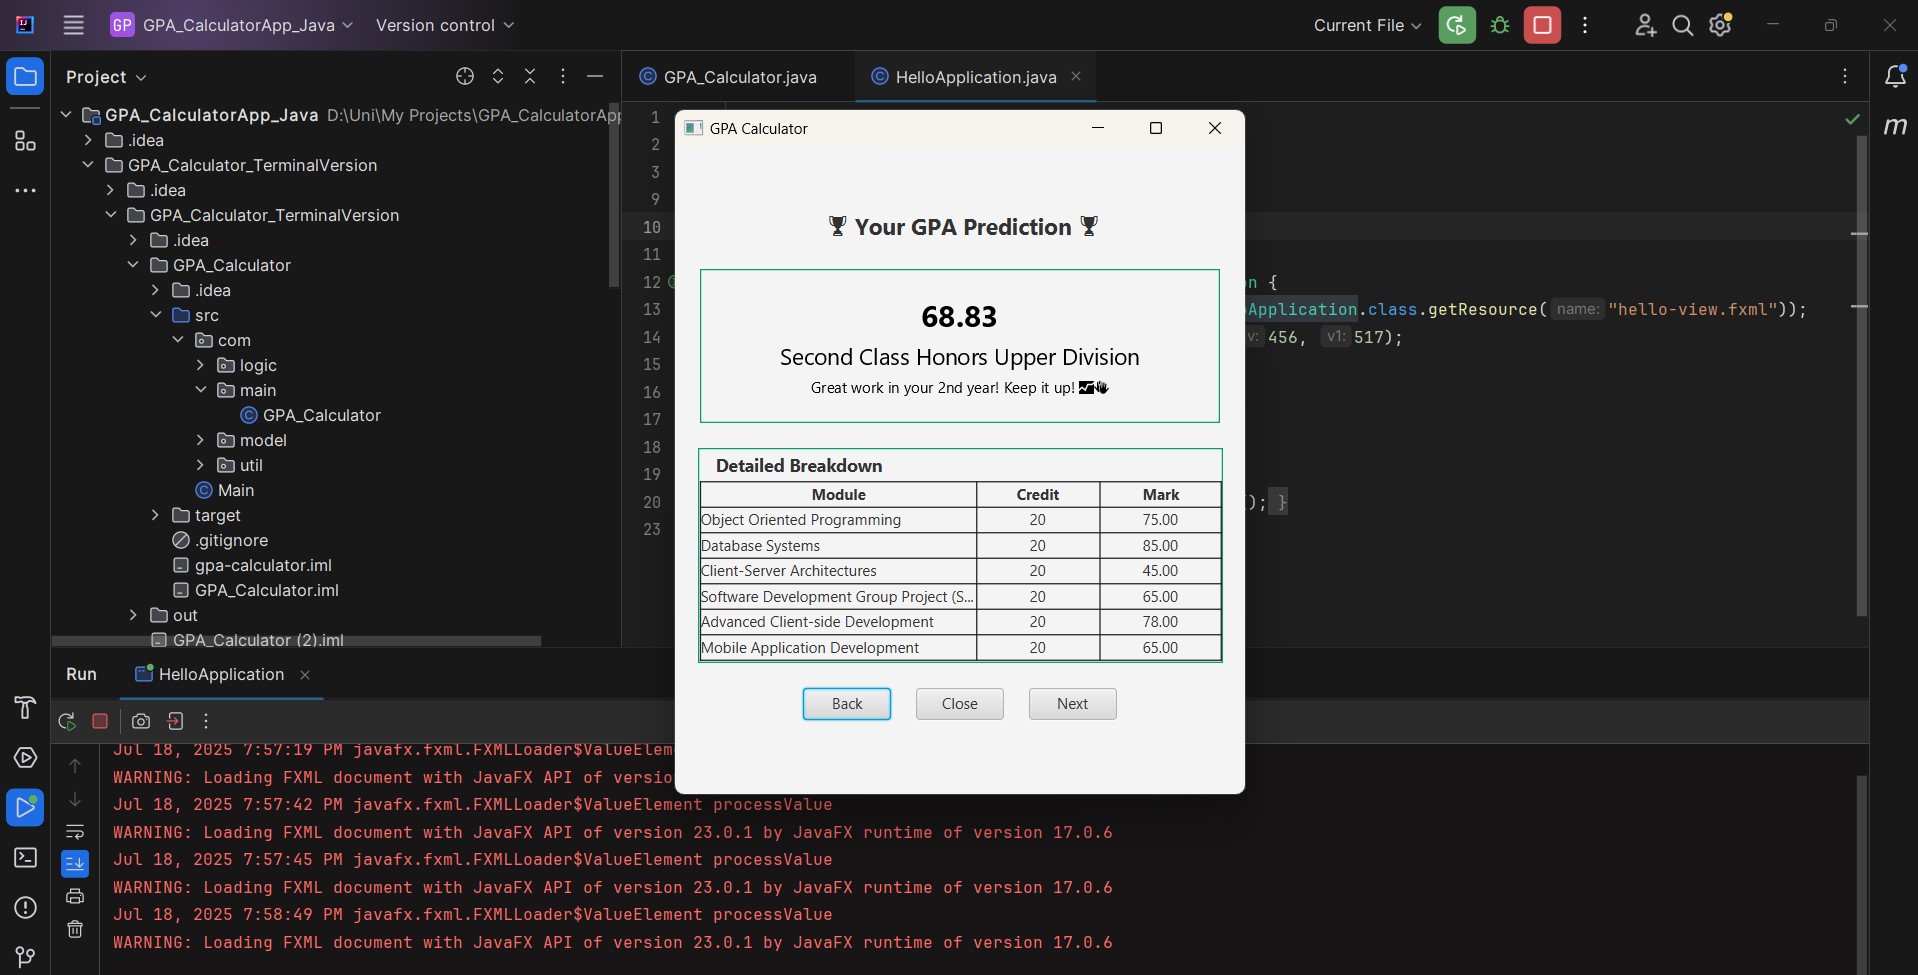 GP GPA_CalculatorApp_Java Version control Current File
Project
GPA_Calculator.java HelloApplication.java
GPA_CalculatorApp_Java D:\Uni\My Projects\GPA_CalculatorApp
.idea
GPA_Calculator_TerminalVersion
.idea
GPA_Calculator_TerminalVersion
.idea
GPA_Calculator
.idea
src
com
logic
main
GPA_Calculator
model
util
Main
target
.gitignore
gpa-calculator.iml
GPA_Calculator.iml
out
GPA_Calculator (2).iml
1
2
3
9
10
11
12 n {
13 Application.class.getResource( name: "hello-view.fxml"));
14 v: 456, v1: 517);
15
16
17
18
19
20 (); }
23
m
GPA Calculator
🏆 Your GPA Prediction 🏆
68.83
Second Class Honors Upper Division
Great work in your 2nd year! Keep it up!
Detailed Breakdown
Module Credit Mark
Object Oriented Programming 20 75.00
Database Systems 20 85.00
Client-Server Architectures 20 45.00
Software Development Group Project (S... 20 65.00
Advanced Client-side Development 20 78.00
Mobile Application Development 20 65.00
Back Close Next
Run HelloApplication
Jul 18, 2025 7:57:19 PM javafx.fxml.FXMLLoader$ValueElem
WARNING: Loading FXML document with JavaFX API of versio
Jul 18, 2025 7:57:42 PM javafx.fxml.FXMLLoader$ValueElement processValue
WARNING: Loading FXML document with JavaFX API of version 23.0.1 by JavaFX runtime of version 17.0.6
Jul 18, 2025 7:57:45 PM javafx.fxml.FXMLLoader$ValueElement processValue
WARNING: Loading FXML document with JavaFX API of version 23.0.1 by JavaFX runtime of version 17.0.6
Jul 18, 2025 7:58:49 PM javafx.fxml.FXMLLoader$ValueElement processValue
WARNING: Loading FXML document with JavaFX API of version 23.0.1 by JavaFX runtime of version 17.0.6